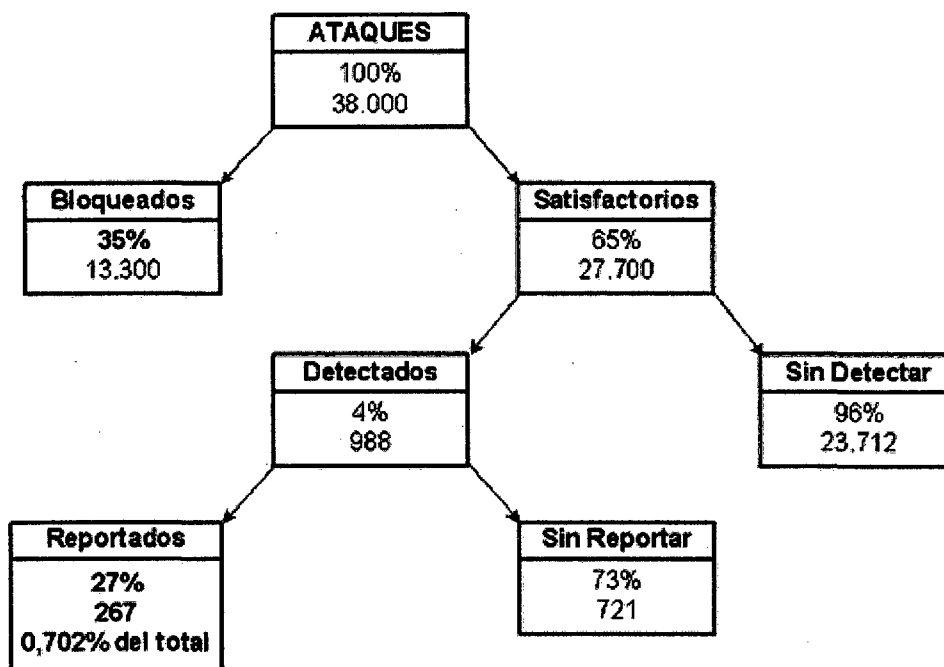 ATAQUES
100%
38.000
Bloqueados
35%
13.300
Satisfactorios
65%
27.700
Detectados
4%
988
Sin Detectar
96%
23.712
Reportados
27%
267
0,702% del total
Sin Reportar
73%
721